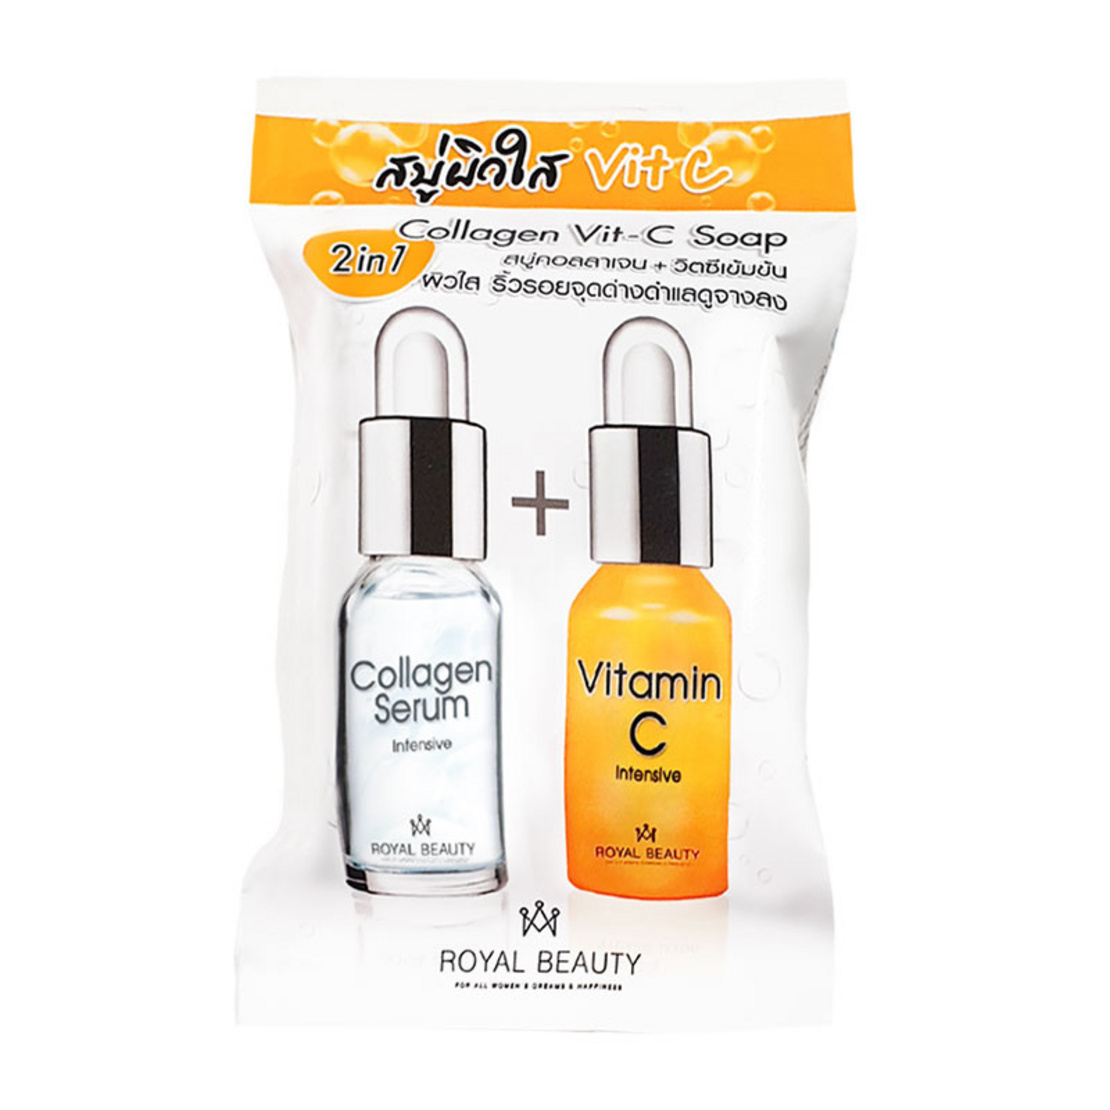 สบู่ผิวใส Vit C
Collagen Vit-C Soap
2in1
สบู่คอลลาเจน + วิตซีเข้มข้น
ผิวใส ริ้วรอยจุดด่างดำแลดูจางลง
Collagen
Serum
Intensive
ROYAL BEAUTY
Vitamin
C
Intensive
ROYAL BEAUTY
ROYAL BEAUTY
FOR ALL WOMEN'S DREAMS & HAPPINESS